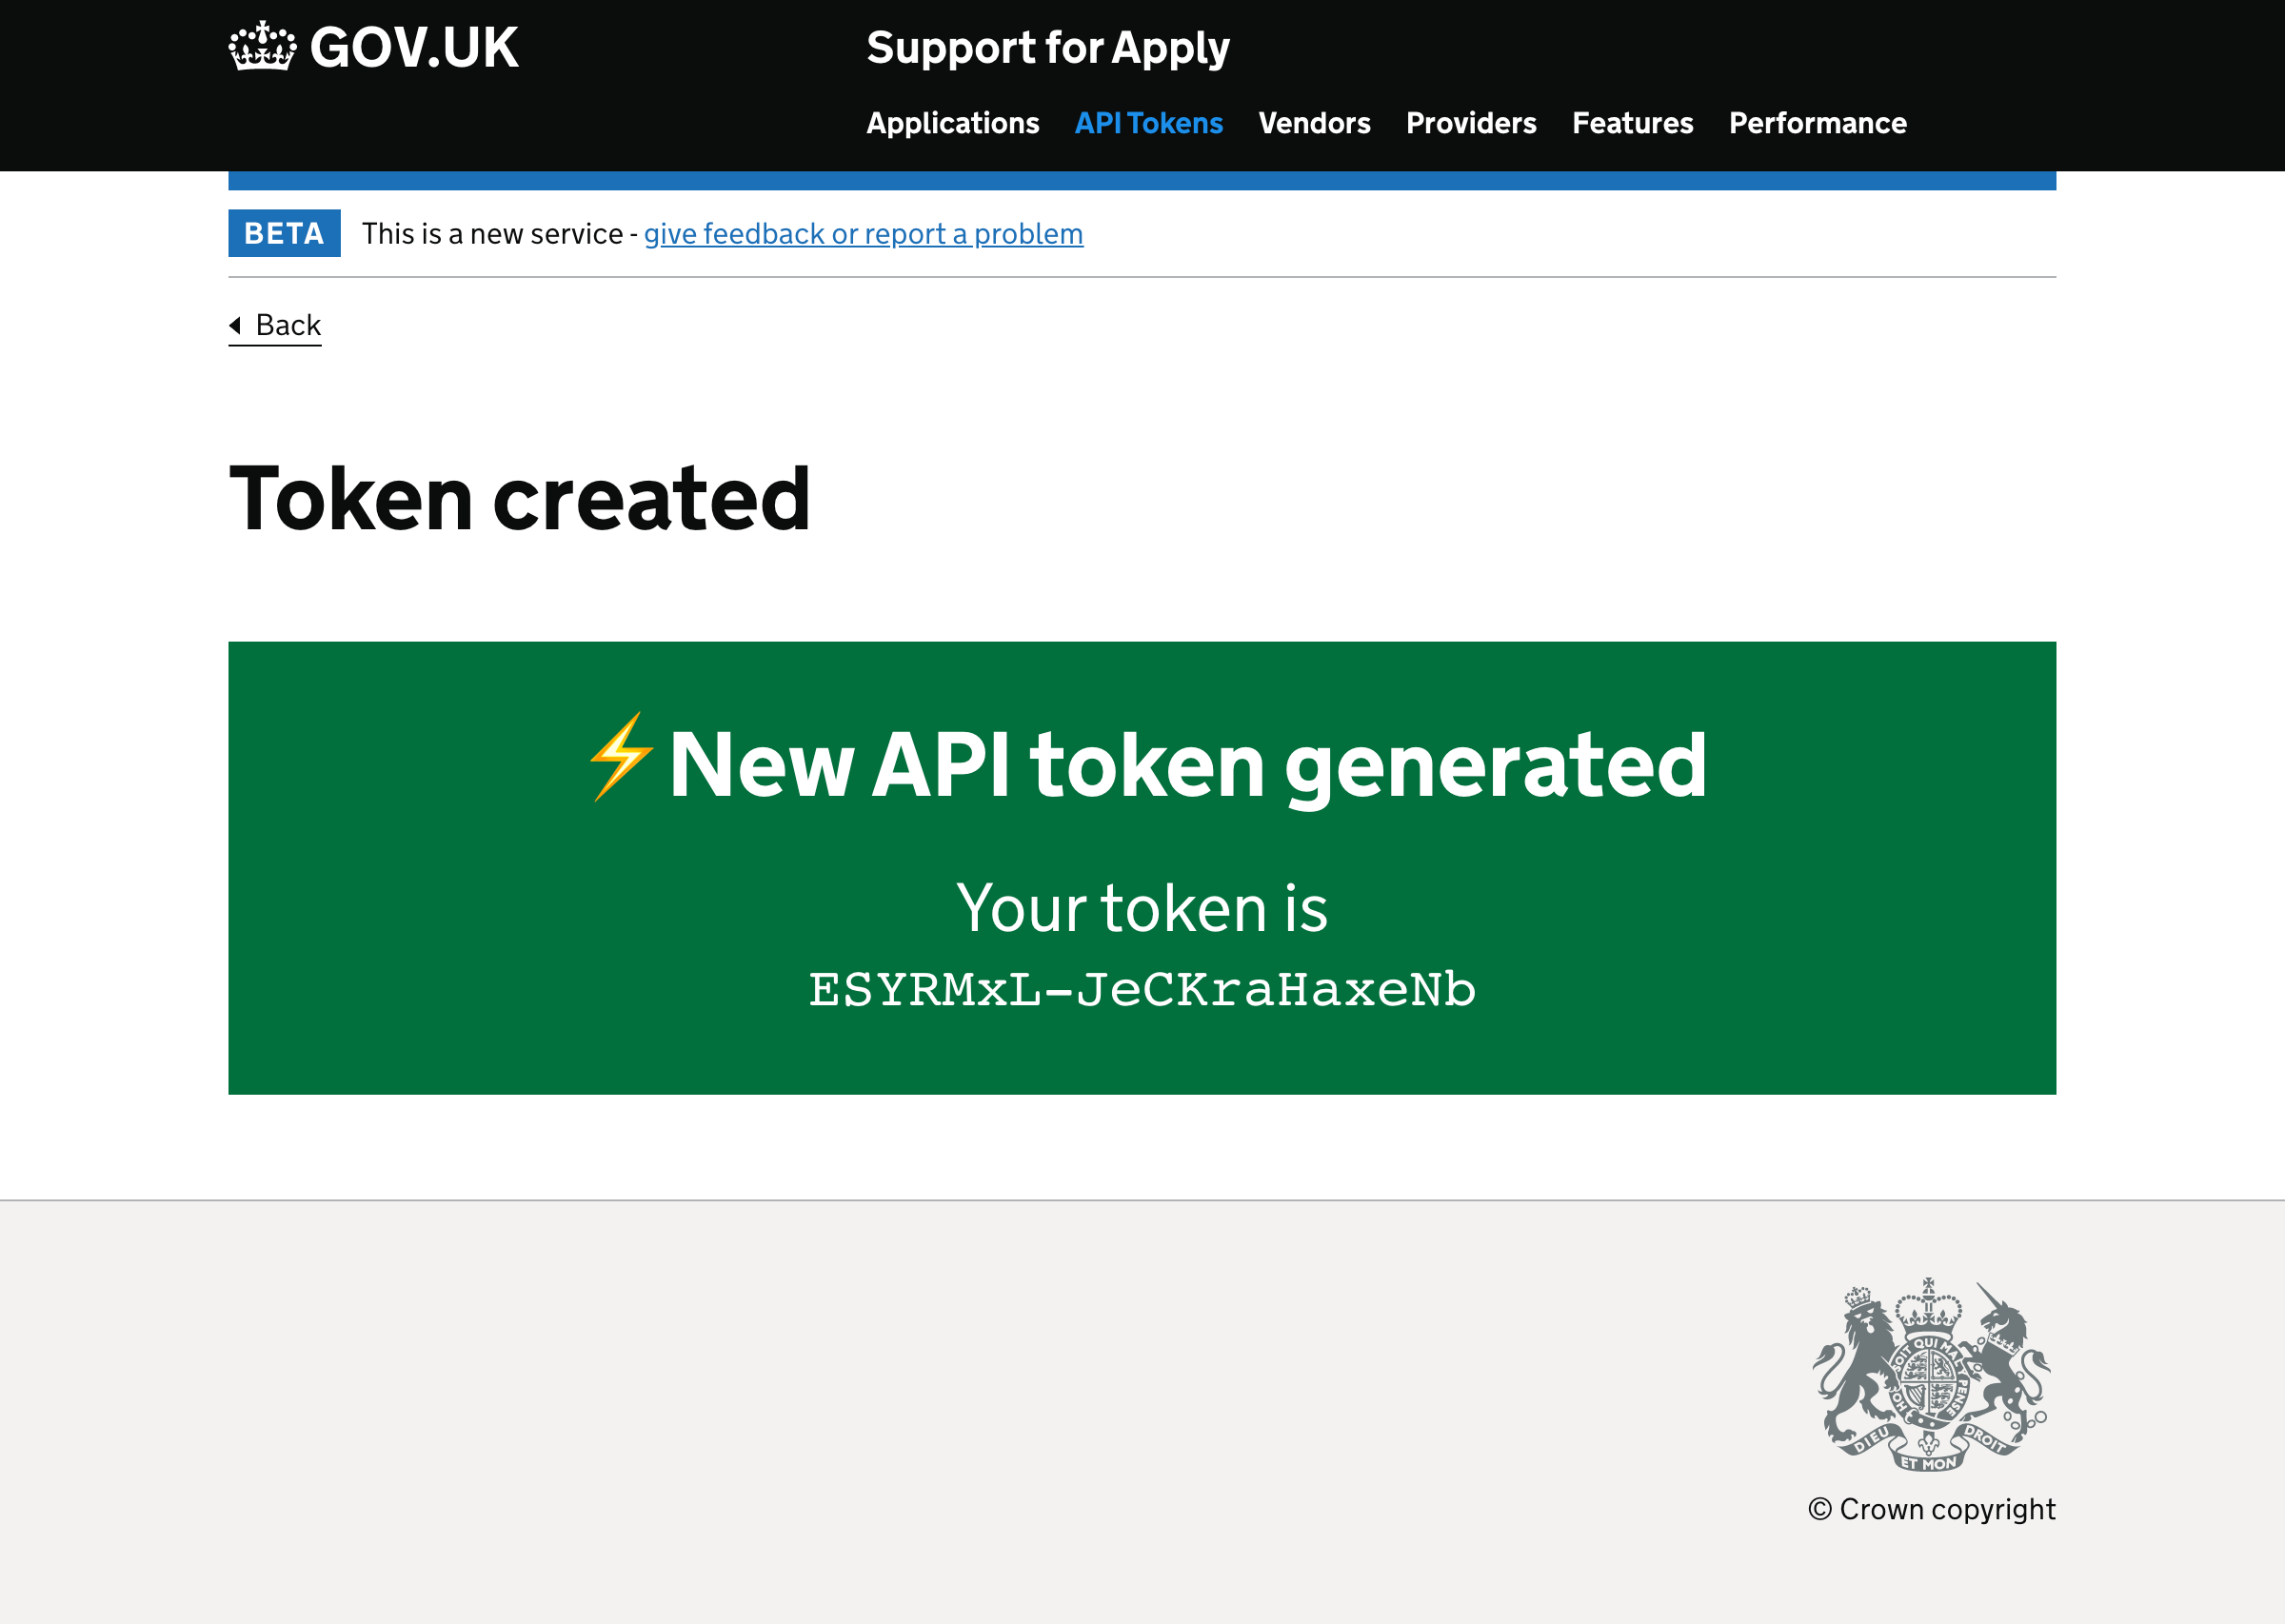 GOV.UK
Support for Apply
Applications API Tokens Vendors Providers Features Performance
BETA This is a new service - give feedback or report a problem
Back
Token created
⚡New API token generated
Your token is
ESYRMxL-JeCKraHaxeNb
HONI SOIT QUI MAL Y PENSE
DIEU ET MON DROIT
© Crown copyright